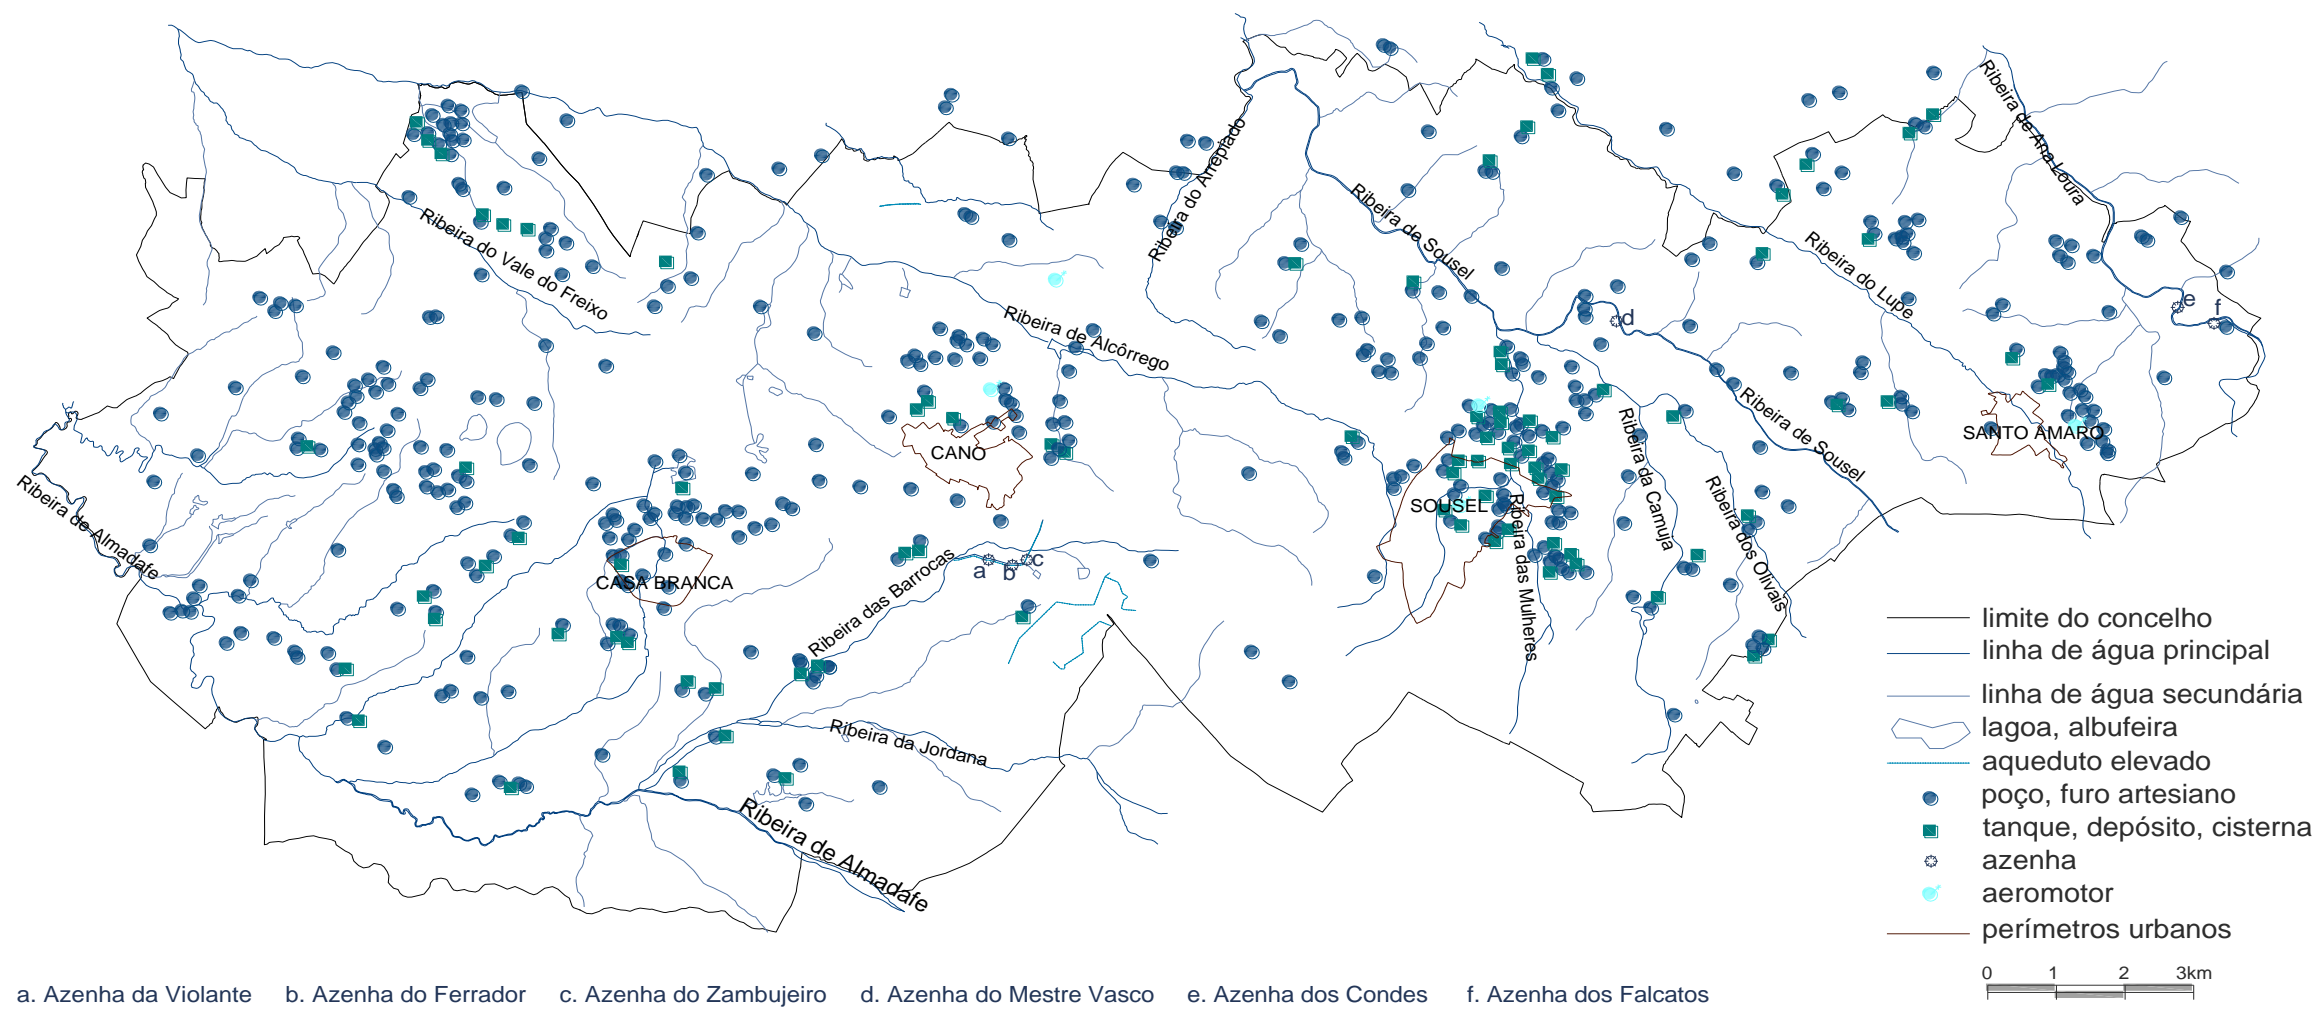 Ribeira do Arrepiado
Ribeira de Ana Loura
Ribeira do Vale do Freixo
Ribeira de Sousel
Ribeira do Lupe
Ribeira de Alcôrrego
e
f
d
Ribeira de Sousel
SANTO AMARO
CANO
Ribeira de Almadafe
SOUSEL
Ribeira da Camuja
Ribeira dos Olivais
Ribeira das Mulheres
CASA BRANCA
Ribeira das Barrocas
a
b
c
Ribeira da Jordana
Ribeira de Almadafe
limite do concelho
linha de água principal
linha de água secundária
lagoa, albufeira
aqueduto elevado
poço, furo artesiano
tanque, depósito, cisterna
azenha
aeromotor
perímetros urbanos
0 1 2 3km
a. Azenha da Violante b. Azenha do Ferrador c. Azenha do Zambujeiro d. Azenha do Mestre Vasco e. Azenha dos Condes f. Azenha dos Falcatos